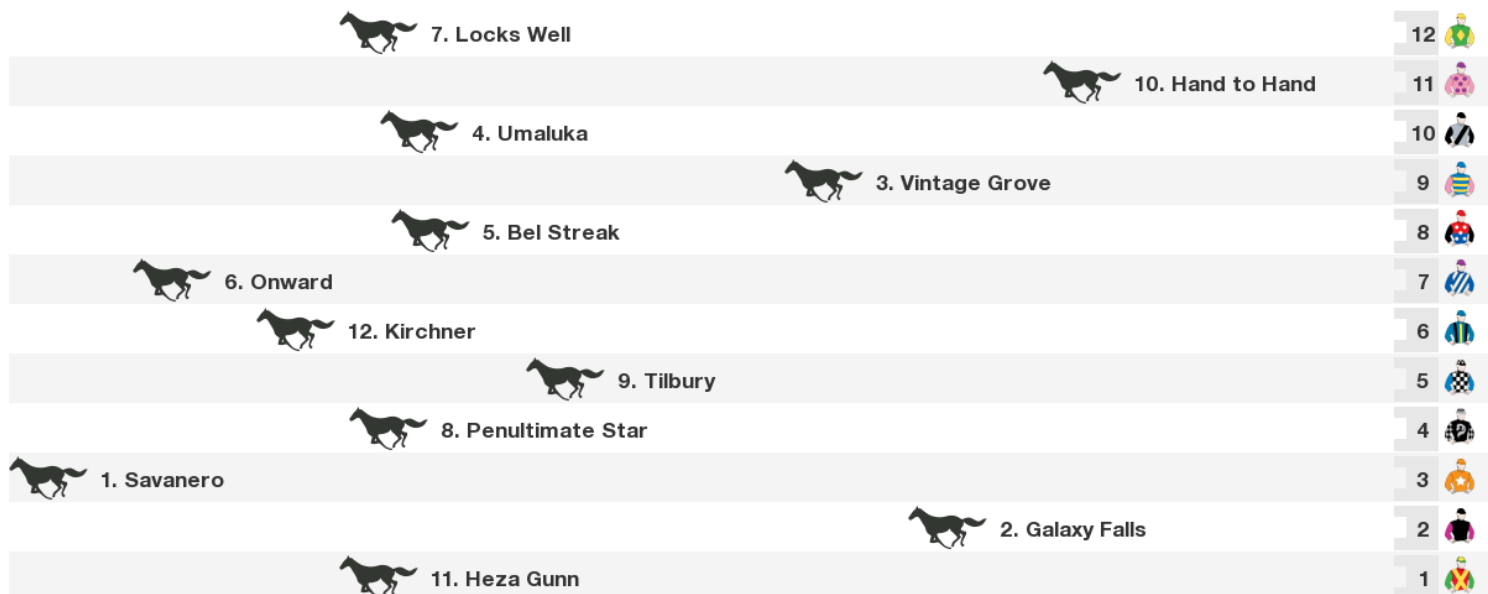 7. Locks Well 12
10. Hand to Hand 11
4. Umaluka 10
3. Vintage Grove 9
5. Bel Streak 8
6. Onward 7
12. Kirchner 6
9. Tilbury 5
8. Penultimate Star 4
1. Savanero 3
2. Galaxy Falls 2
11. Heza Gunn 1